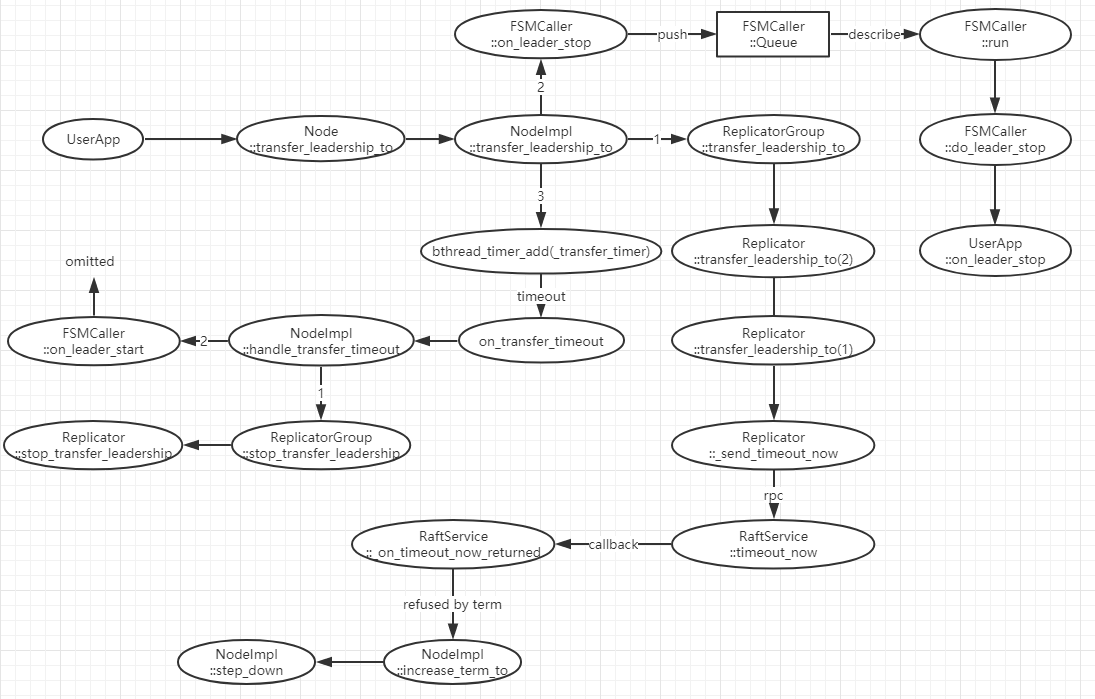 FSMCaller
::on_leader_stop
push
FSMCaller
::Queue
describe
FSMCaller
::run
2
UserApp
Node
::transfer_leadership_to
NodeImpl
::transfer_leadership_to
1
ReplicatorGroup
::transfer_leadership_to
FSMCaller
::do_leader_stop
3
bthread_timer_add(_transfer_timer)
Replicator
::transfer_leadership_to(2)
UserApp
::on_leader_stop
omitted
timeout
FSMCaller
::on_leader_start
2
NodeImpl
::handle_transfer_timeout
on_transfer_timeout
Replicator
::transfer_leadership_to(1)
1
Replicator
::stop_transfer_leadership
ReplicatorGroup
::stop_transfer_leadership
Replicator
::_send_timeout_now
rpc
RaftService
::_on_timeout_now_returned
callback
RaftService
::timeout_now
refused by term
NodeImpl
::step_down
NodeImpl
::increase_term_to